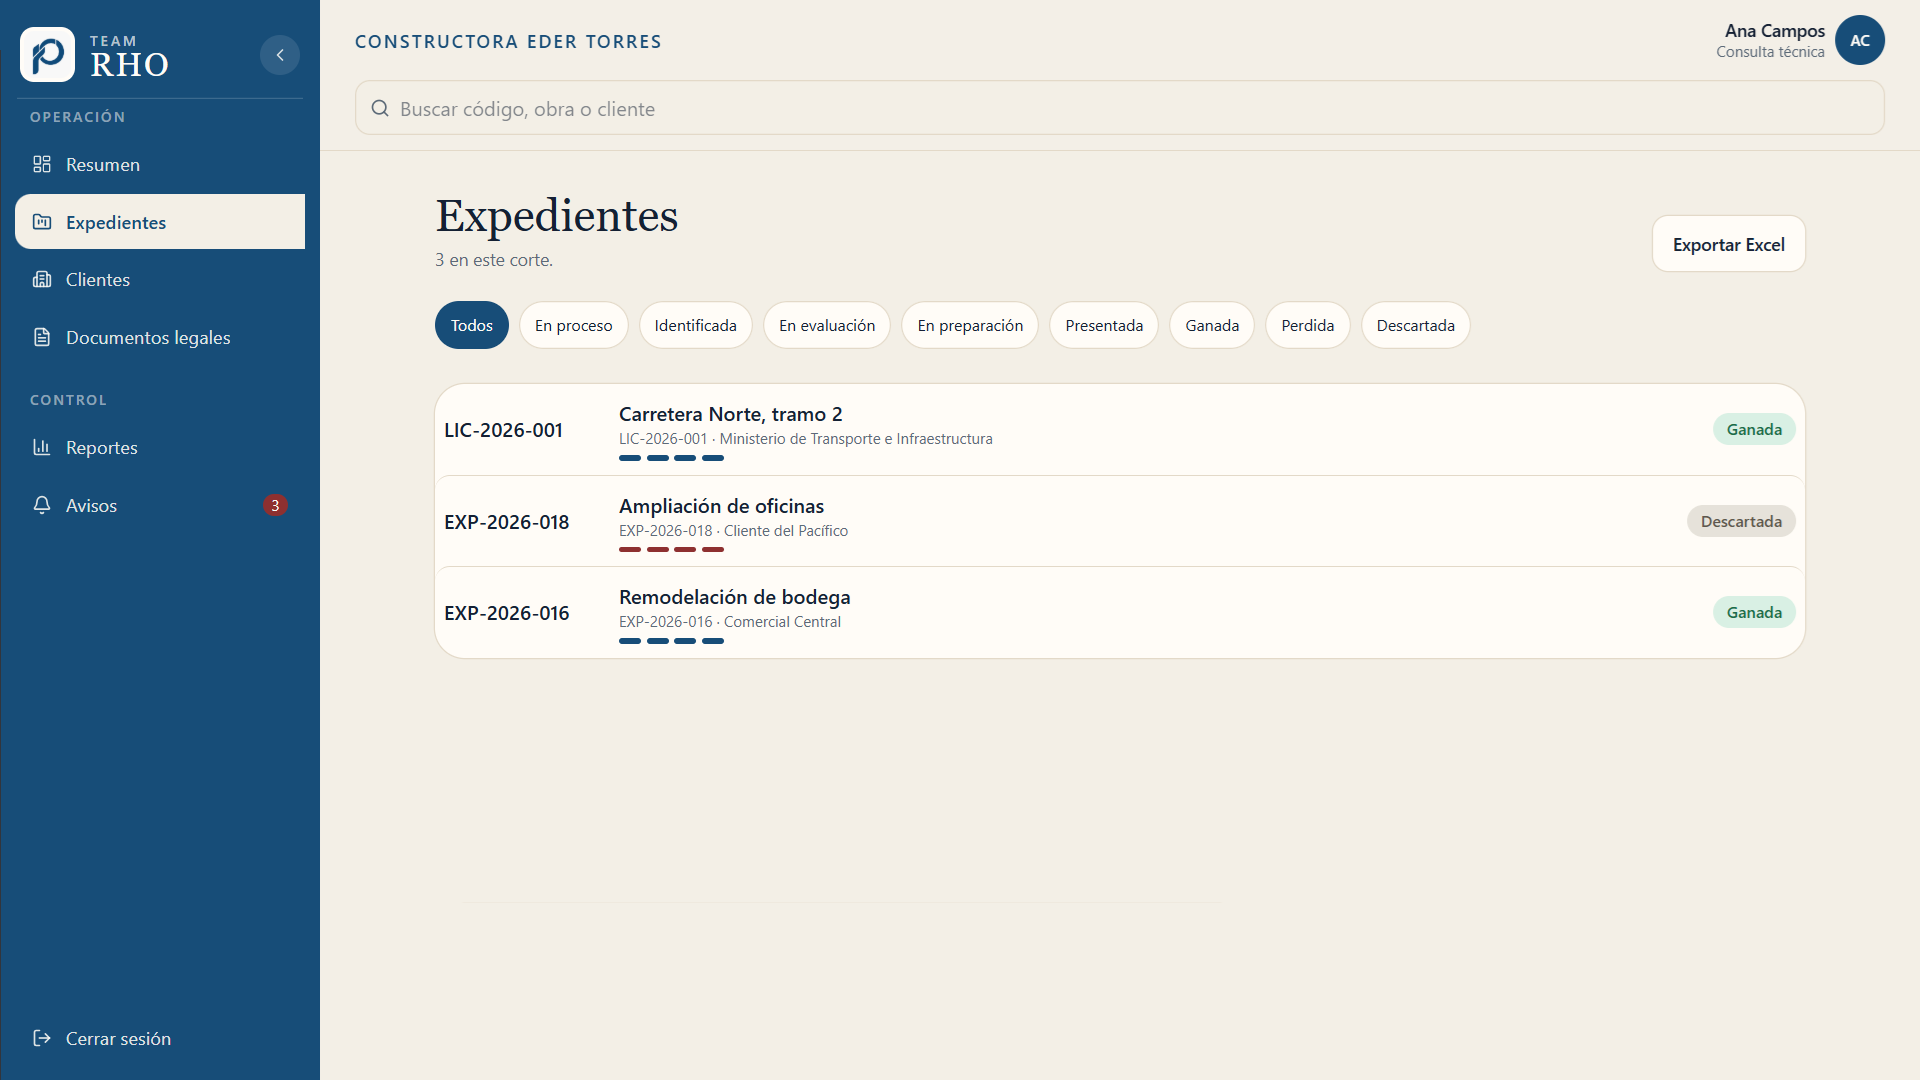 TEAM
RHO
OPERACIÓN
Resumen
Expedientes
Clientes
Documentos legales
CONTROL
Reportes
Avisos
3
Cerrar sesión
CONSTRUCTORA EDER TORRES
Ana Campos
Consulta técnica
AC
Buscar código, obra o cliente
Expedientes
3 en este corte.
Exportar Excel
Todos
En proceso
Identificada
En evaluación
En preparación
Presentada
Ganada
Perdida
Descartada
LIC-2026-001
Carretera Norte, tramo 2
LIC-2026-001 · Ministerio de Transporte e Infraestructura
Ganada
EXP-2026-018
Ampliación de oficinas
EXP-2026-018 · Cliente del Pacífico
Descartada
EXP-2026-016
Remodelación de bodega
EXP-2026-016 · Comercial Central
Ganada